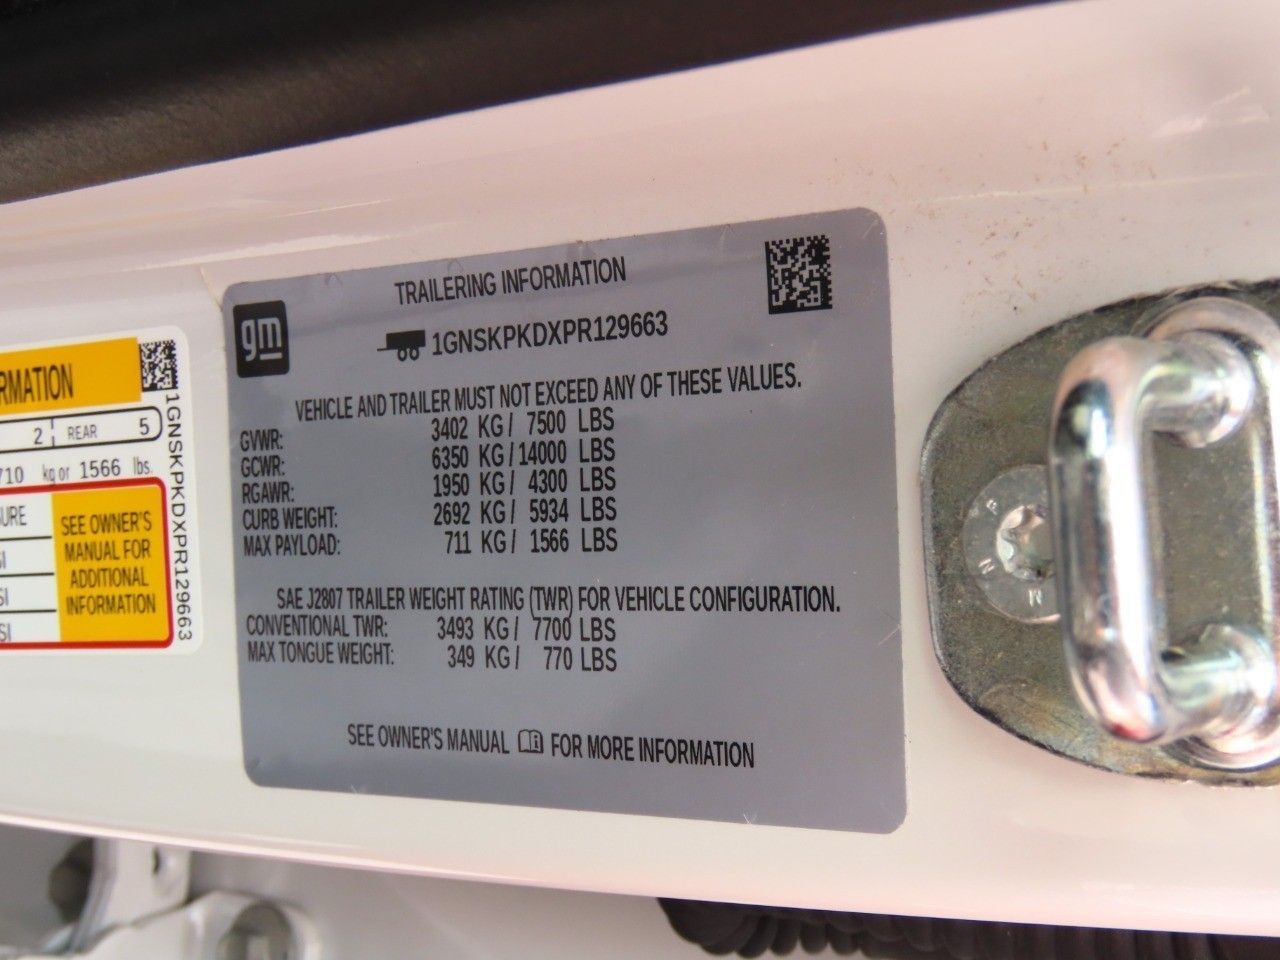 TRAILERING INFORMATION
gm
1GNSKPKDXPR129663
VEHICLE AND TRAILER MUST NOT EXCEED ANY OF THESE VALUES.
GVWR: 3402 KG/ 7500 LBS
GCWR: 6350 KG/14000 LBS
RGAWR: 1950 KG/ 4300 LBS
CURB WEIGHT: 2692 KG/ 5934 LBS
MAX PAYLOAD: 711 KG/ 1566 LBS
SAE J2807 TRAILER WEIGHT RATING (TWR) FOR VEHICLE CONFIGURATION.
CONVENTIONAL TWR: 3493 KG/ 7700 LBS
MAX TONGUE WEIGHT: 349 KG/ 770 LBS
SEE OWNER'S MANUAL FOR MORE INFORMATION
RMATION
2 REAR 5
710 kg or 1566 lbs.
URE
SI
SI
SI
SEE OWNER'S
MANUAL FOR
ADDITIONAL
INFORMATION
1GNSKPKDXPR129663